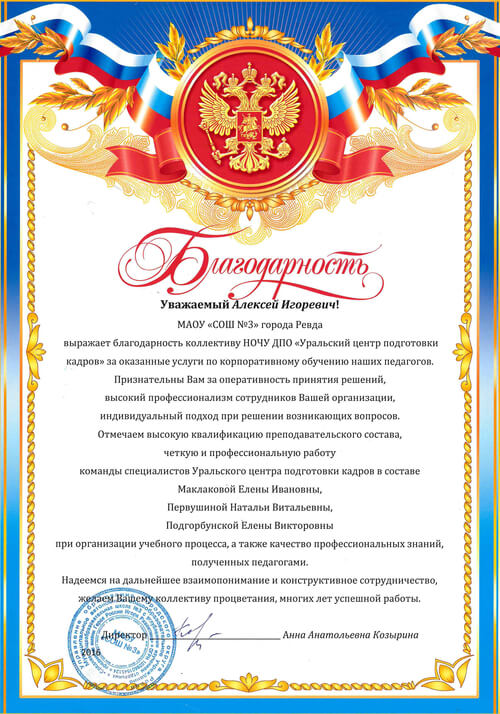 Благодарность
Уважаемый Алексей Игоревич!
МАОУ «СОШ №3» города Ревда
выражает благодарность коллективу НОЧУ ДПО «Уральский центр подготовки
кадров» за оказанные услуги по корпоративному обучению наших педагогов.
Признательны Вам за оперативность принятия решений,
высокий профессионализм сотрудников Вашей организации,
индивидуальный подход при решении возникающих вопросов.
Отмечаем высокую квалификацию преподавательского состава,
четкую и профессиональную работу
команды специалистов Уральского центра подготовки кадров в составе
Маклаковой Елены Ивановны,
Первушиной Натальи Витальевны,
Подгорбунской Елены Викторовны
при организации учебного процесса, а также качество профессиональных знаний,
полученных педагогами.
Надеемся на дальнейшее взаимопонимание и конструктивное сотрудничество,
желаем Вашему коллективу процветания, многих лет успешной работы.
Директор Анна Анатольевна Козырина
2016
СОШ №3»